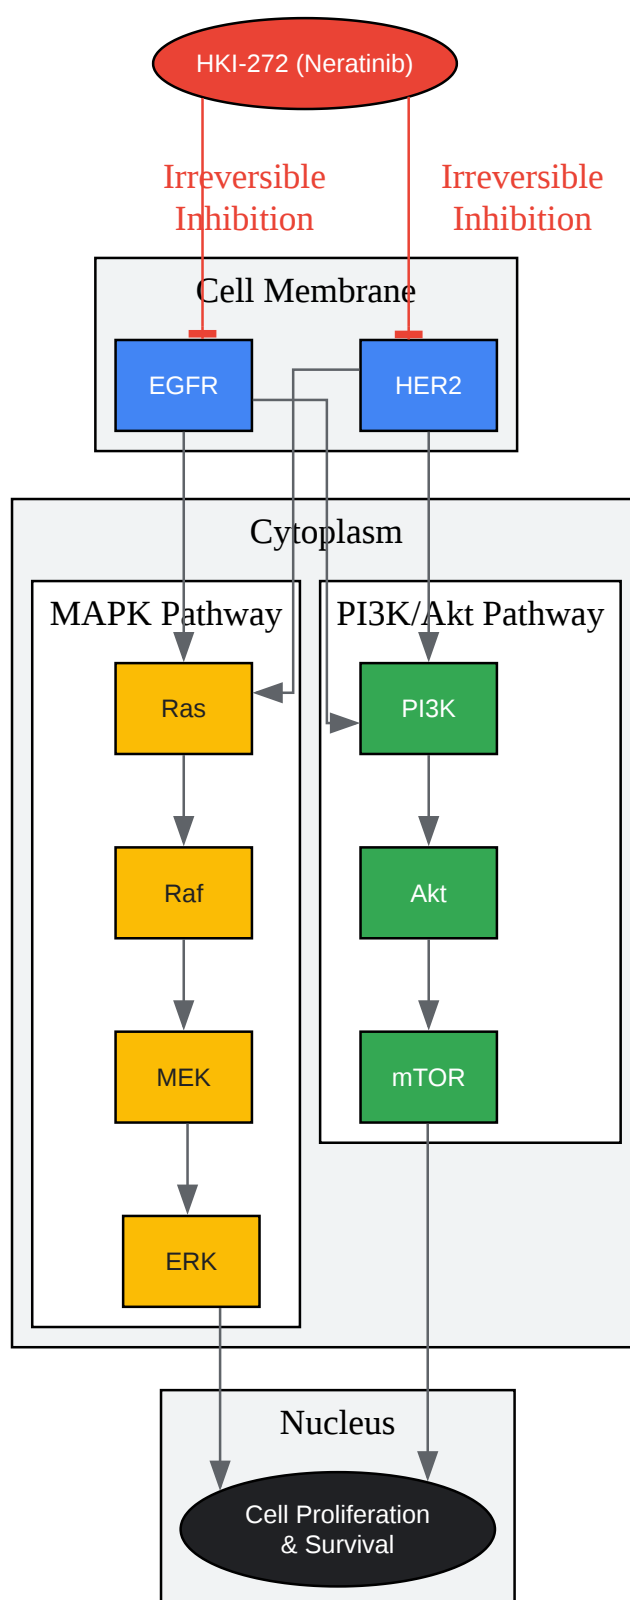 HKI-272 (Neratinib)
Irreversible
Inhibition
Irreversible
Inhibition
Cell Membrane
EGFR
HER2
Cytoplasm
MAPK Pathway
PI3K/Akt Pathway
Ras
PI3K
Raf
Akt
MEK
mTOR
ERK
Nucleus
Cell Proliferation
& Survival